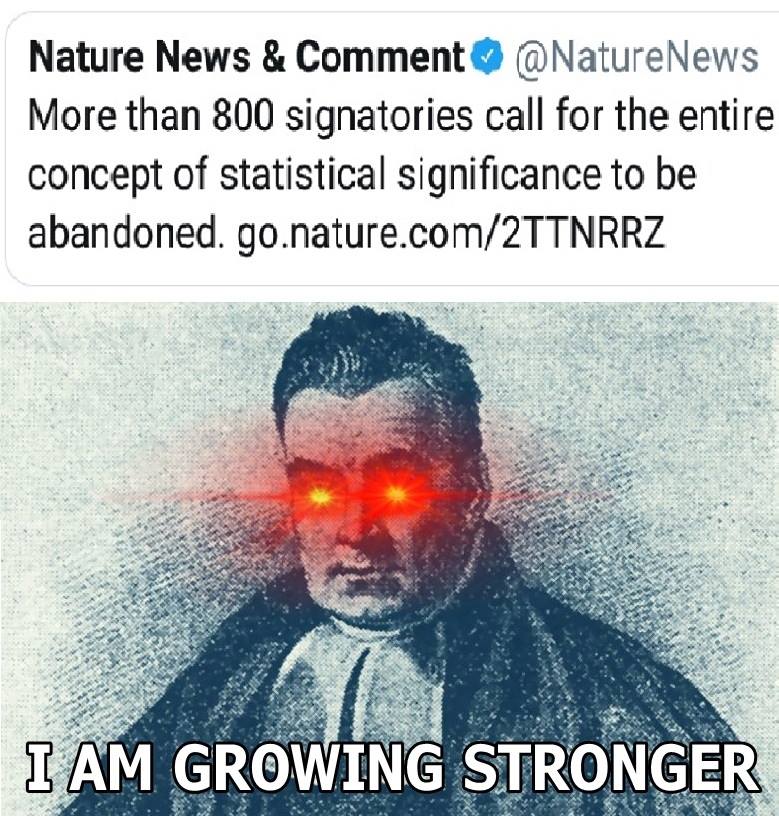 Nature News & Comment @NatureNews
More than 800 signatories call for the entire
concept of statistical significance to be
abandoned. go.nature.com/2TTNRRZ
I AM GROWING STRONGER